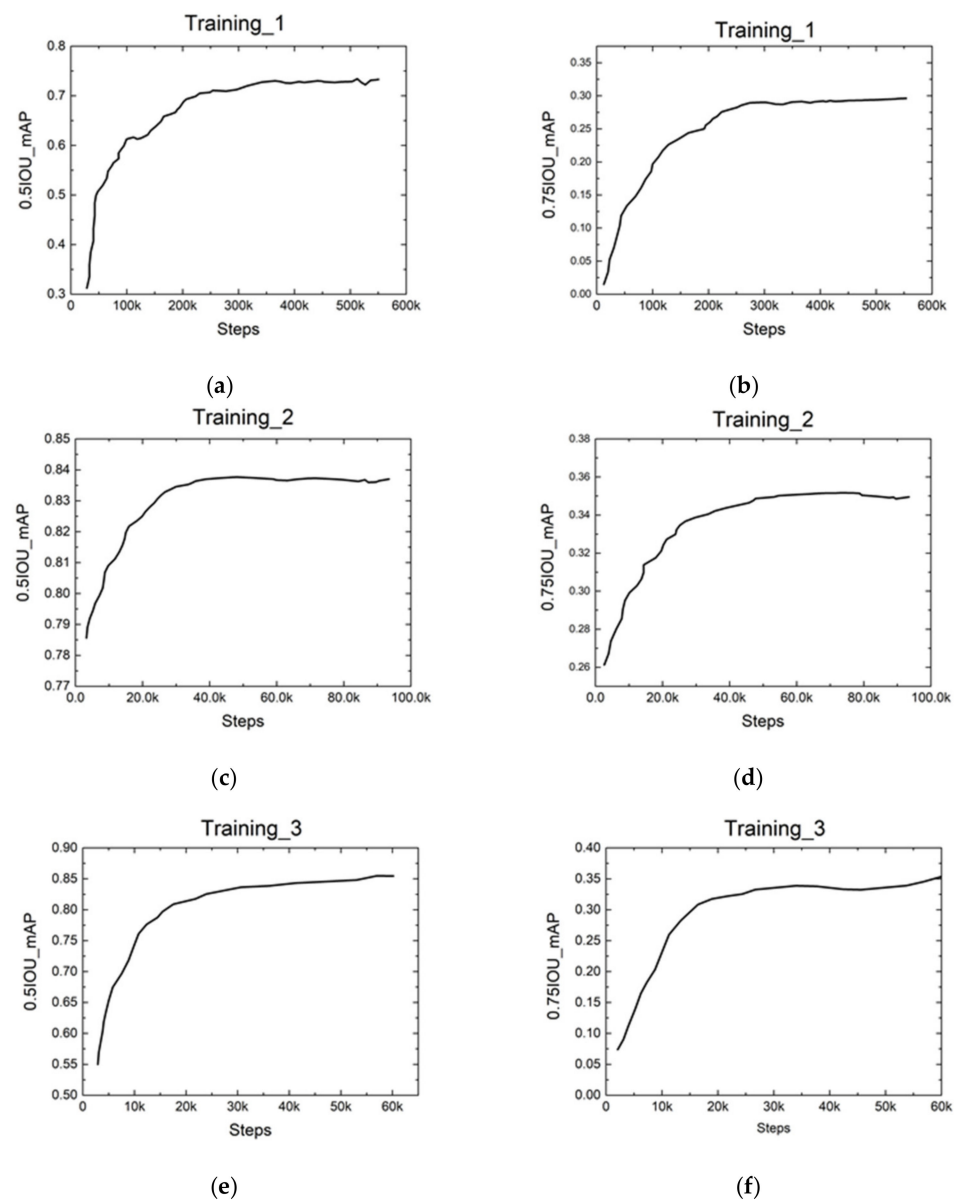 Training_1
0.8
0.7
0.6
0.5
0.4
0.3
0.5IOU_mAP
0 100k 200k 300k 400k 500k 600k
Steps
(a)
Training_1
0.35
0.30
0.25
0.20
0.15
0.10
0.05
0.00
0.75IOU_mAP
0 100k 200k 300k 400k 500k 600k
Steps
(b)
Training_2
0.85
0.84
0.83
0.82
0.81
0.80
0.79
0.78
0.77
0.5IOU_mAP
0.0 20.0k 40.0k 60.0k 80.0k 100.0k
Steps
(c)
Training_2
0.38
0.36
0.34
0.32
0.30
0.28
0.26
0.75IOU_mAP
0.0 20.0k 40.0k 60.0k 80.0k 100.0k
Steps
(d)
Training_3
0.90
0.85
0.80
0.75
0.70
0.65
0.60
0.55
0.50
0.5IOU_mAP
0 10k 20k 30k 40k 50k 60k
Steps
(e)
Training_3
0.40
0.35
0.30
0.25
0.20
0.15
0.10
0.05
0.00
0.75IOU_mAP
0 10k 20k 30k 40k 50k 60k
Steps
(f)